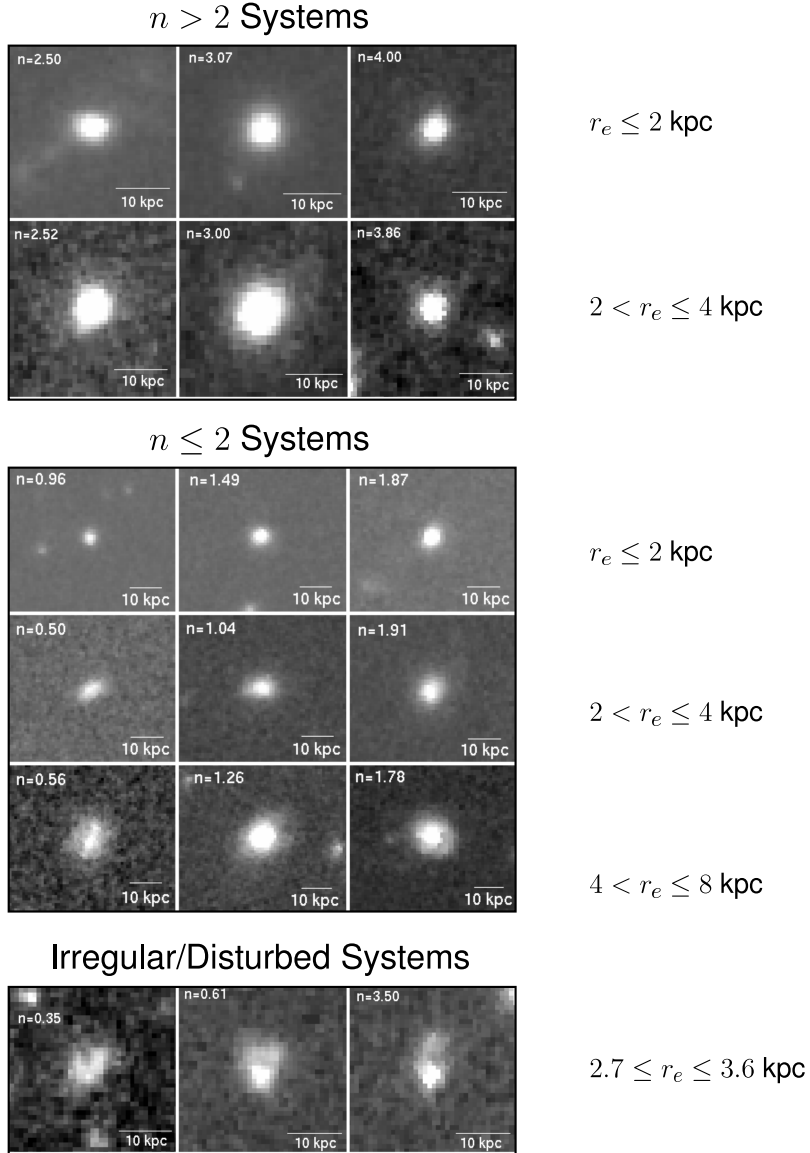 n > 2 Systems
n=2.50 n=3.07 n=4.00
r_e ≤ 2 kpc
10 kpc 10 kpc 10 kpc
n=2.52 n=3.00 n=3.86
2 < r_e ≤ 4 kpc
10 kpc 10 kpc 10 kpc
n ≤ 2 Systems
n=0.96 n=1.49 n=1.87
r_e ≤ 2 kpc
10 kpc 10 kpc 10 kpc
n=0.50 n=1.04 n=1.91
2 < r_e ≤ 4 kpc
10 kpc 10 kpc 10 kpc
n=0.56 n=1.26 n=1.78
4 < r_e ≤ 8 kpc
10 kpc 10 kpc 10 kpc
Irregular/Disturbed Systems
n=0.35 n=0.61 n=3.50
2.7 ≤ r_e ≤ 3.6 kpc
10 kpc 10 kpc 10 kpc